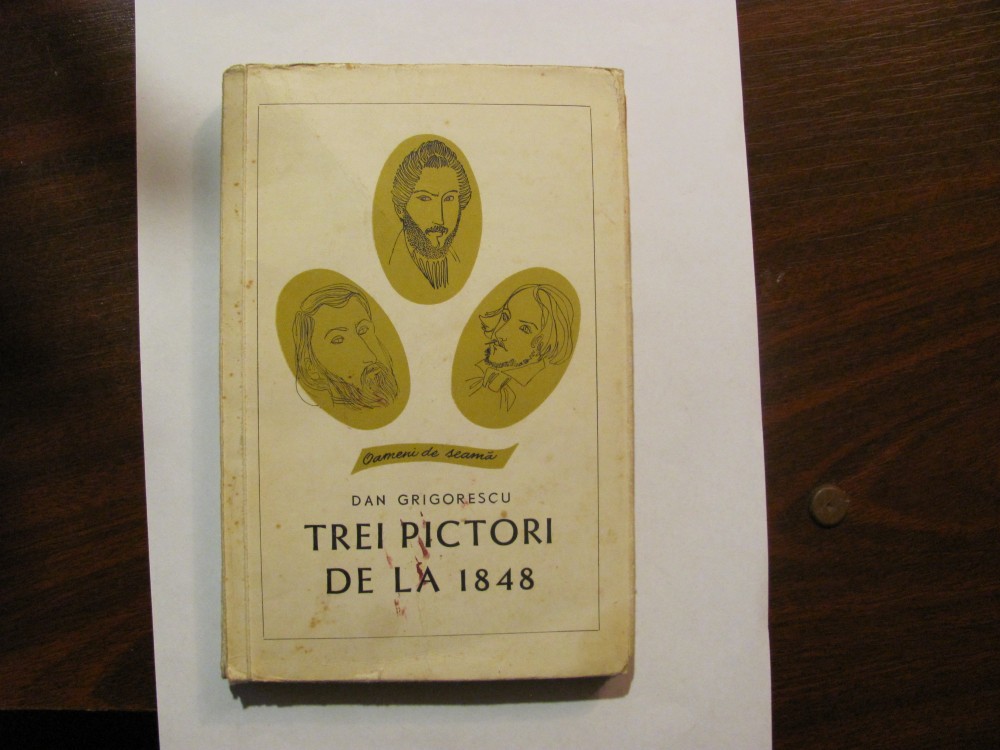 Oameni de seamă
DAN GRIGORESCU
TREI PICTORI
DE LA 1848